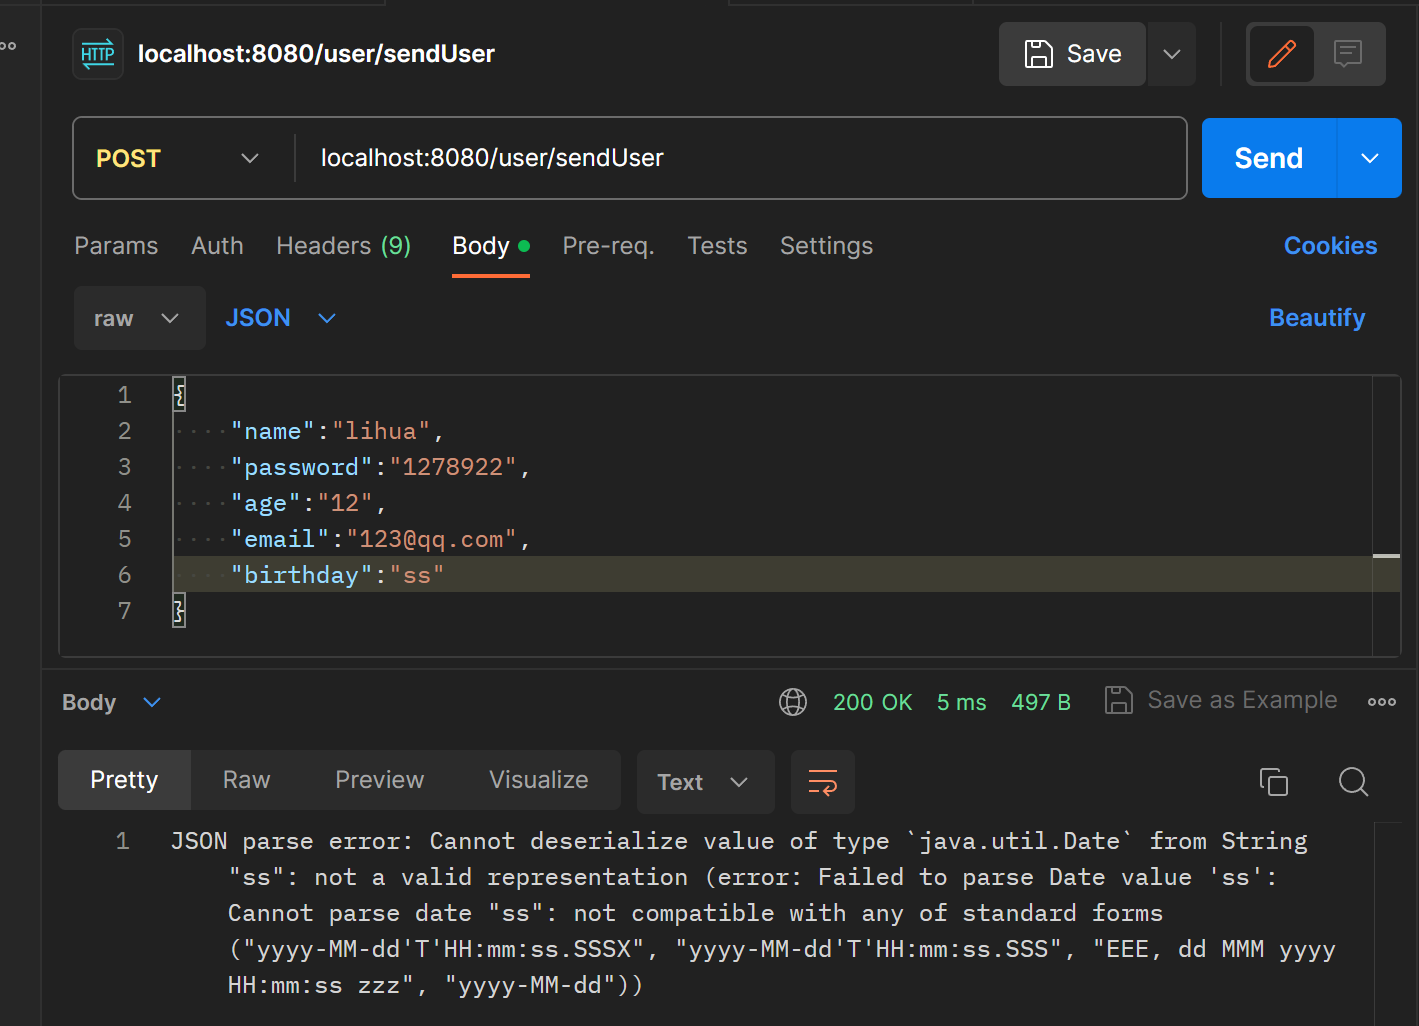 HTTP localhost:8080/user/sendUser Save
POST localhost:8080/user/sendUser Send
Params Auth Headers (9) Body Pre-req. Tests Settings Cookies
raw JSON Beautify
1 {
2 "name":"lihua",
3 "password":"1278922",
4 "age":"12",
5 "email":"123@qq.com",
6 "birthday":"ss"
7 }
Body 200 OK 5 ms 497 B Save as Example
Pretty Raw Preview Visualize Text
1 JSON parse error: Cannot deserialize value of type `java.util.Date` from String
"ss": not a valid representation (error: Failed to parse Date value 'ss':
Cannot parse date "ss": not compatible with any of standard forms
("yyyy-MM-dd'T'HH:mm:ss.SSSX", "yyyy-MM-dd'T'HH:mm:ss.SSS", "EEE, dd MMM yyyy
HH:mm:ss zzz", "yyyy-MM-dd"))